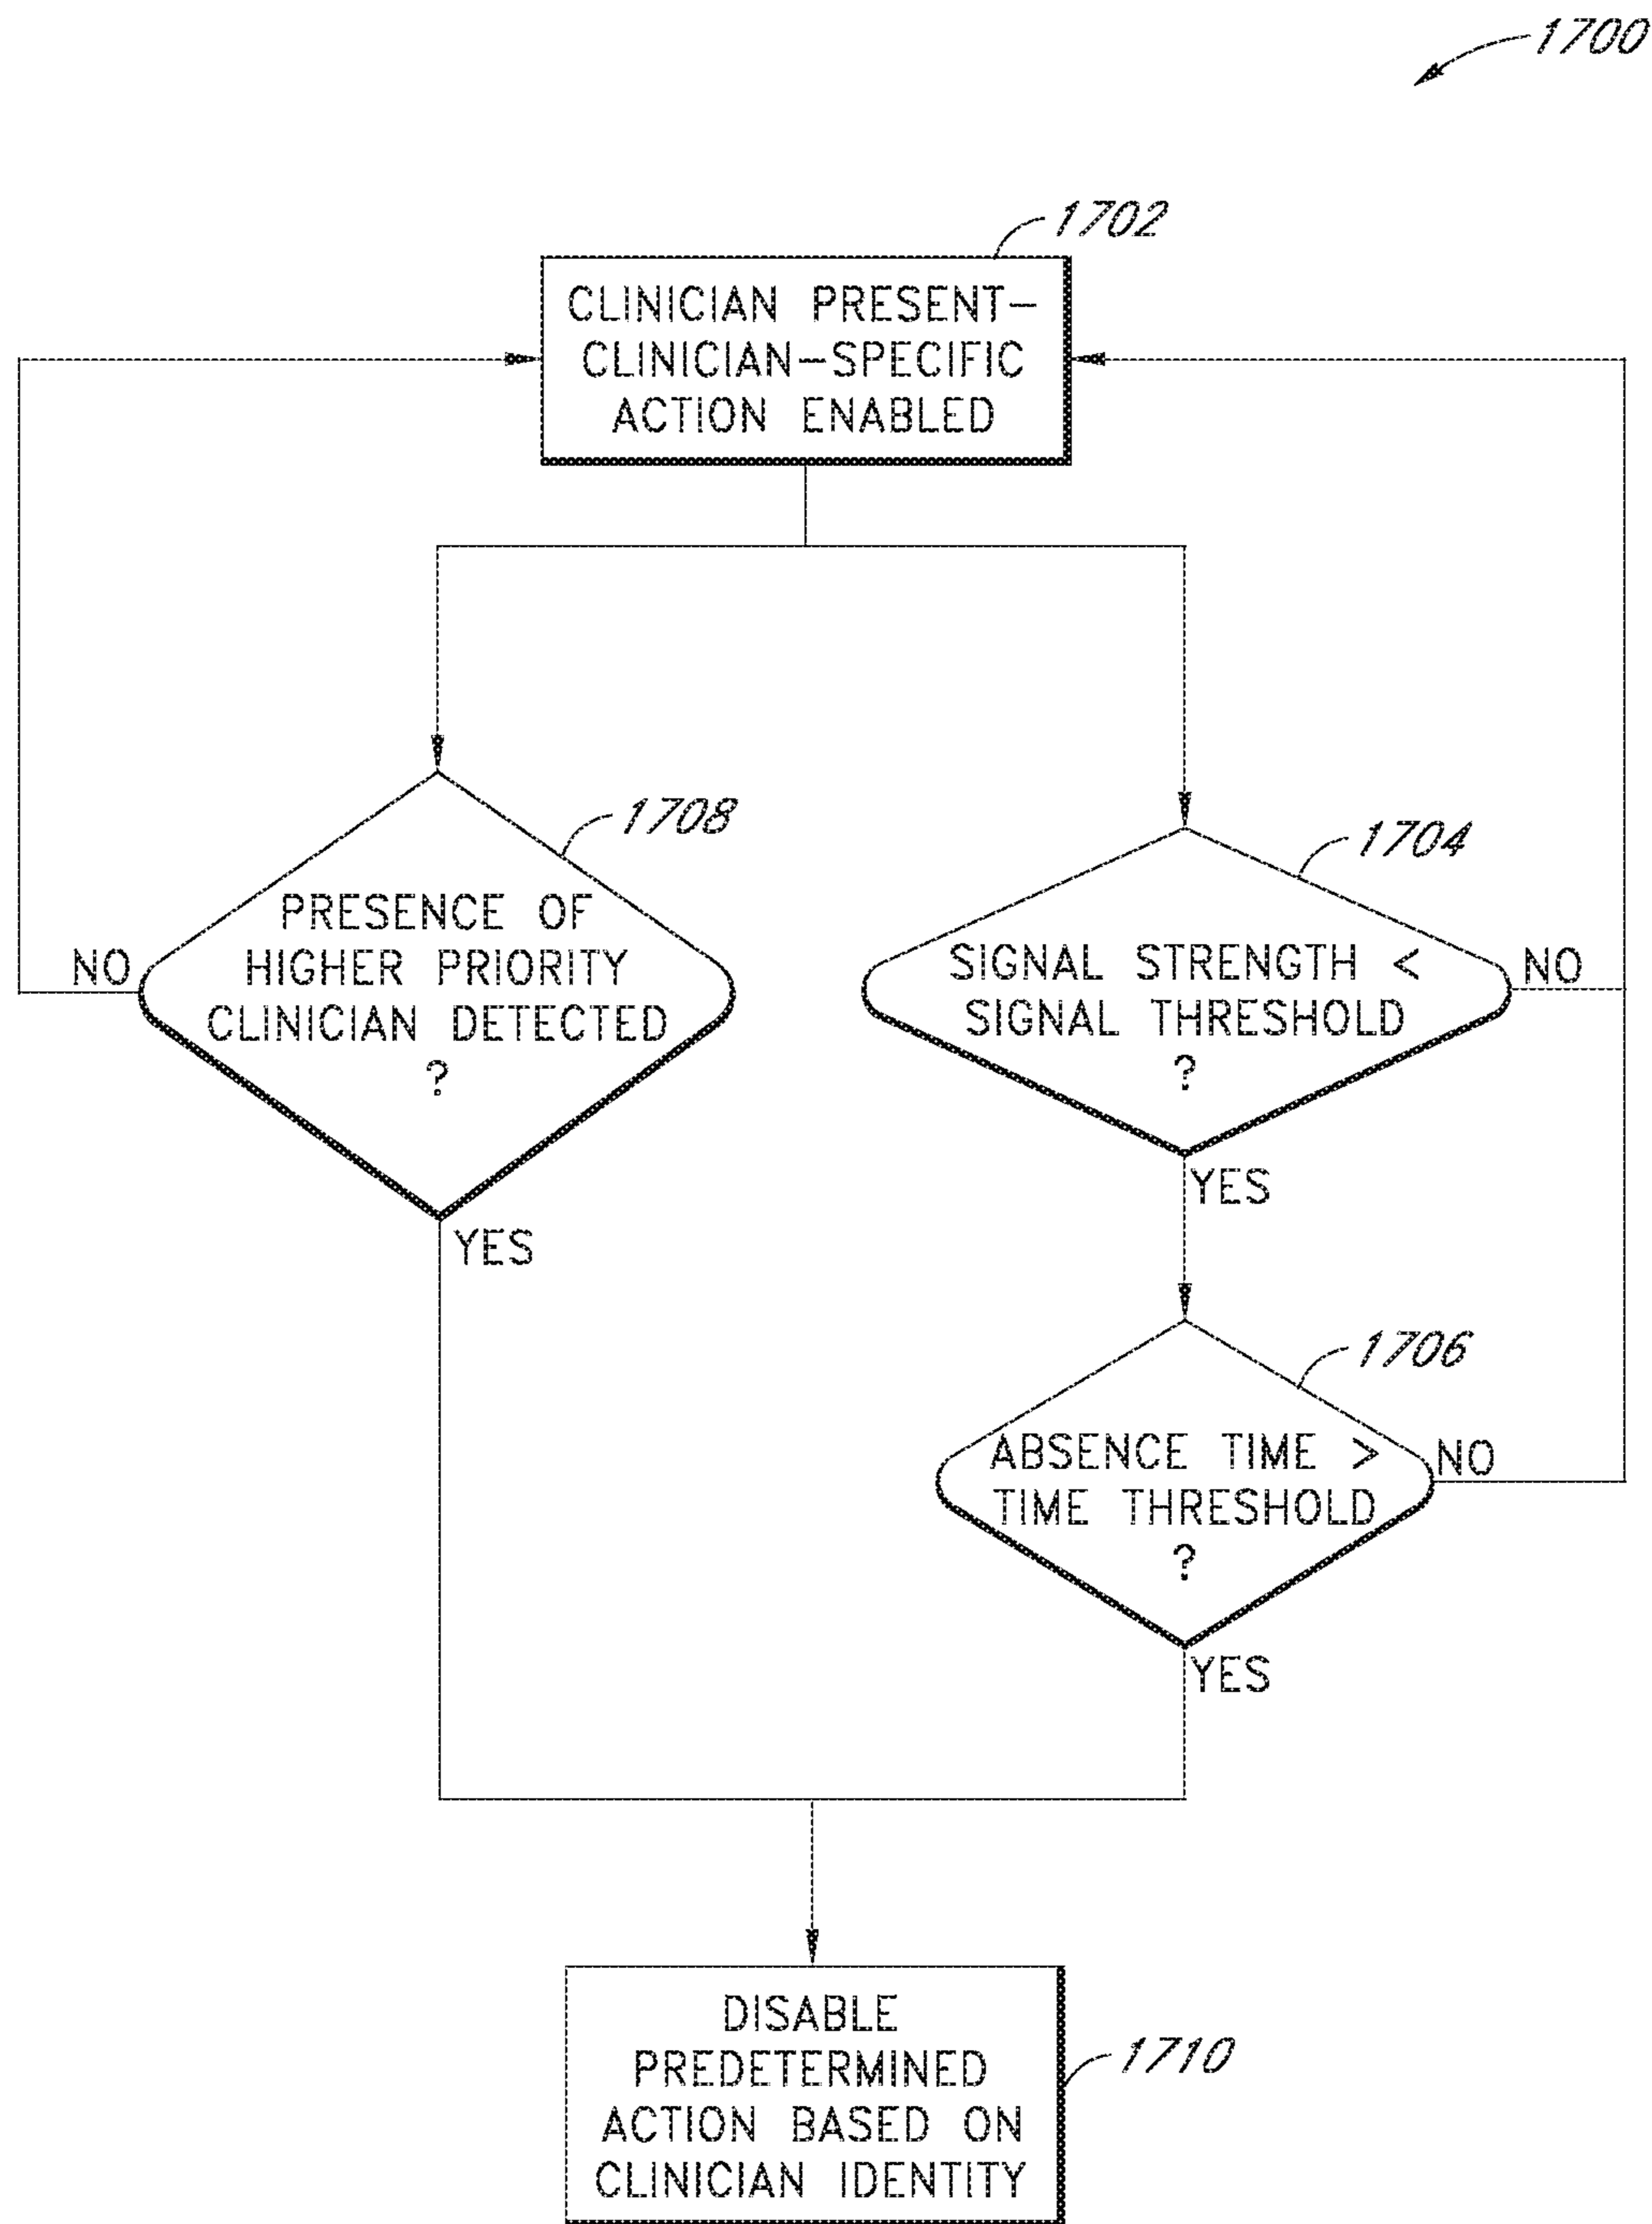 1700
1702
CLINICIAN PRESENT-
CLINICIAN-SPECIFIC
ACTION ENABLED
1708
PRESENCE OF
HIGHER PRIORITY
CLINICIAN DETECTED
?
NO
YES
1704
SIGNAL STRENGTH <
SIGNAL THRESHOLD
?
NO
YES
1706
ABSENCE TIME >
TIME THRESHOLD
?
NO
YES
DISABLE
PREDETERMINED
ACTION BASED ON
CLINICIAN IDENTITY
1710